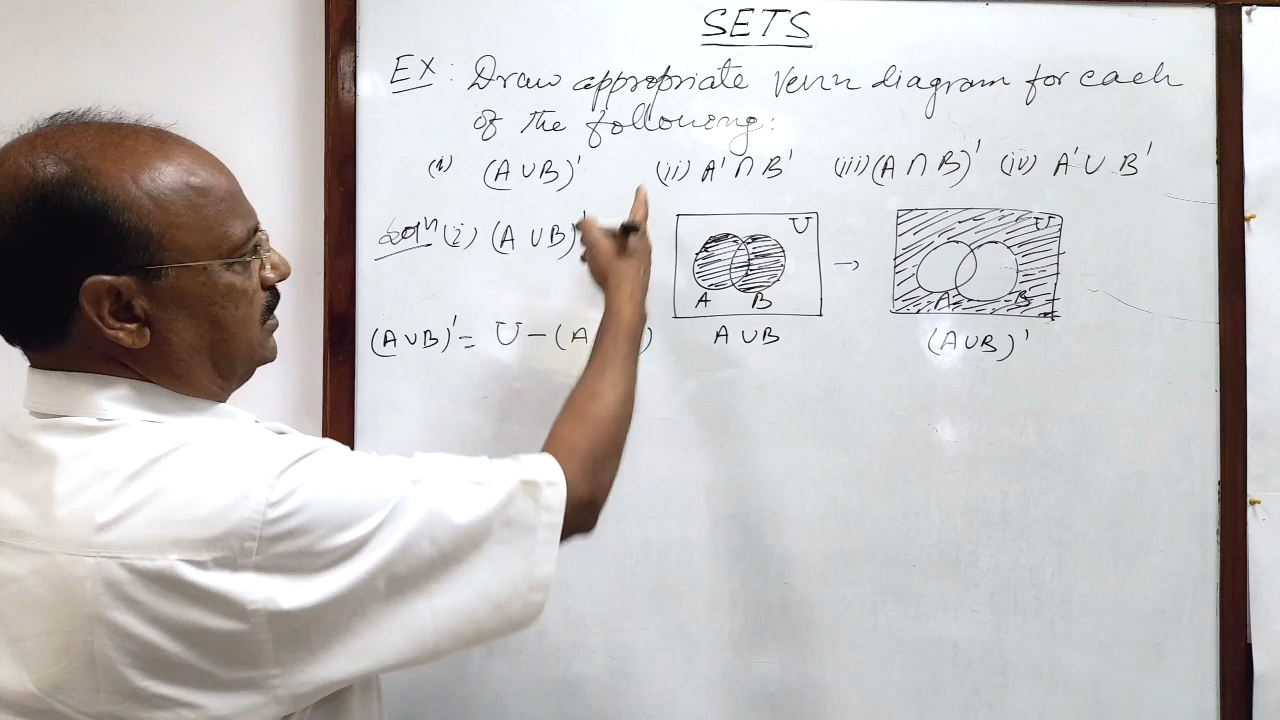 SETS
Ex: Draw appropriate Venn diagram for each
of the following:
(i) (A∪B)' (ii) A'∩B' (iii) (A∩B)' (iv) A'∪B'
Soln (i) (A∪B)'
U
A B
A∪B
→
U
A B
(A∪B)'
(A∪B)' = U - (A
)